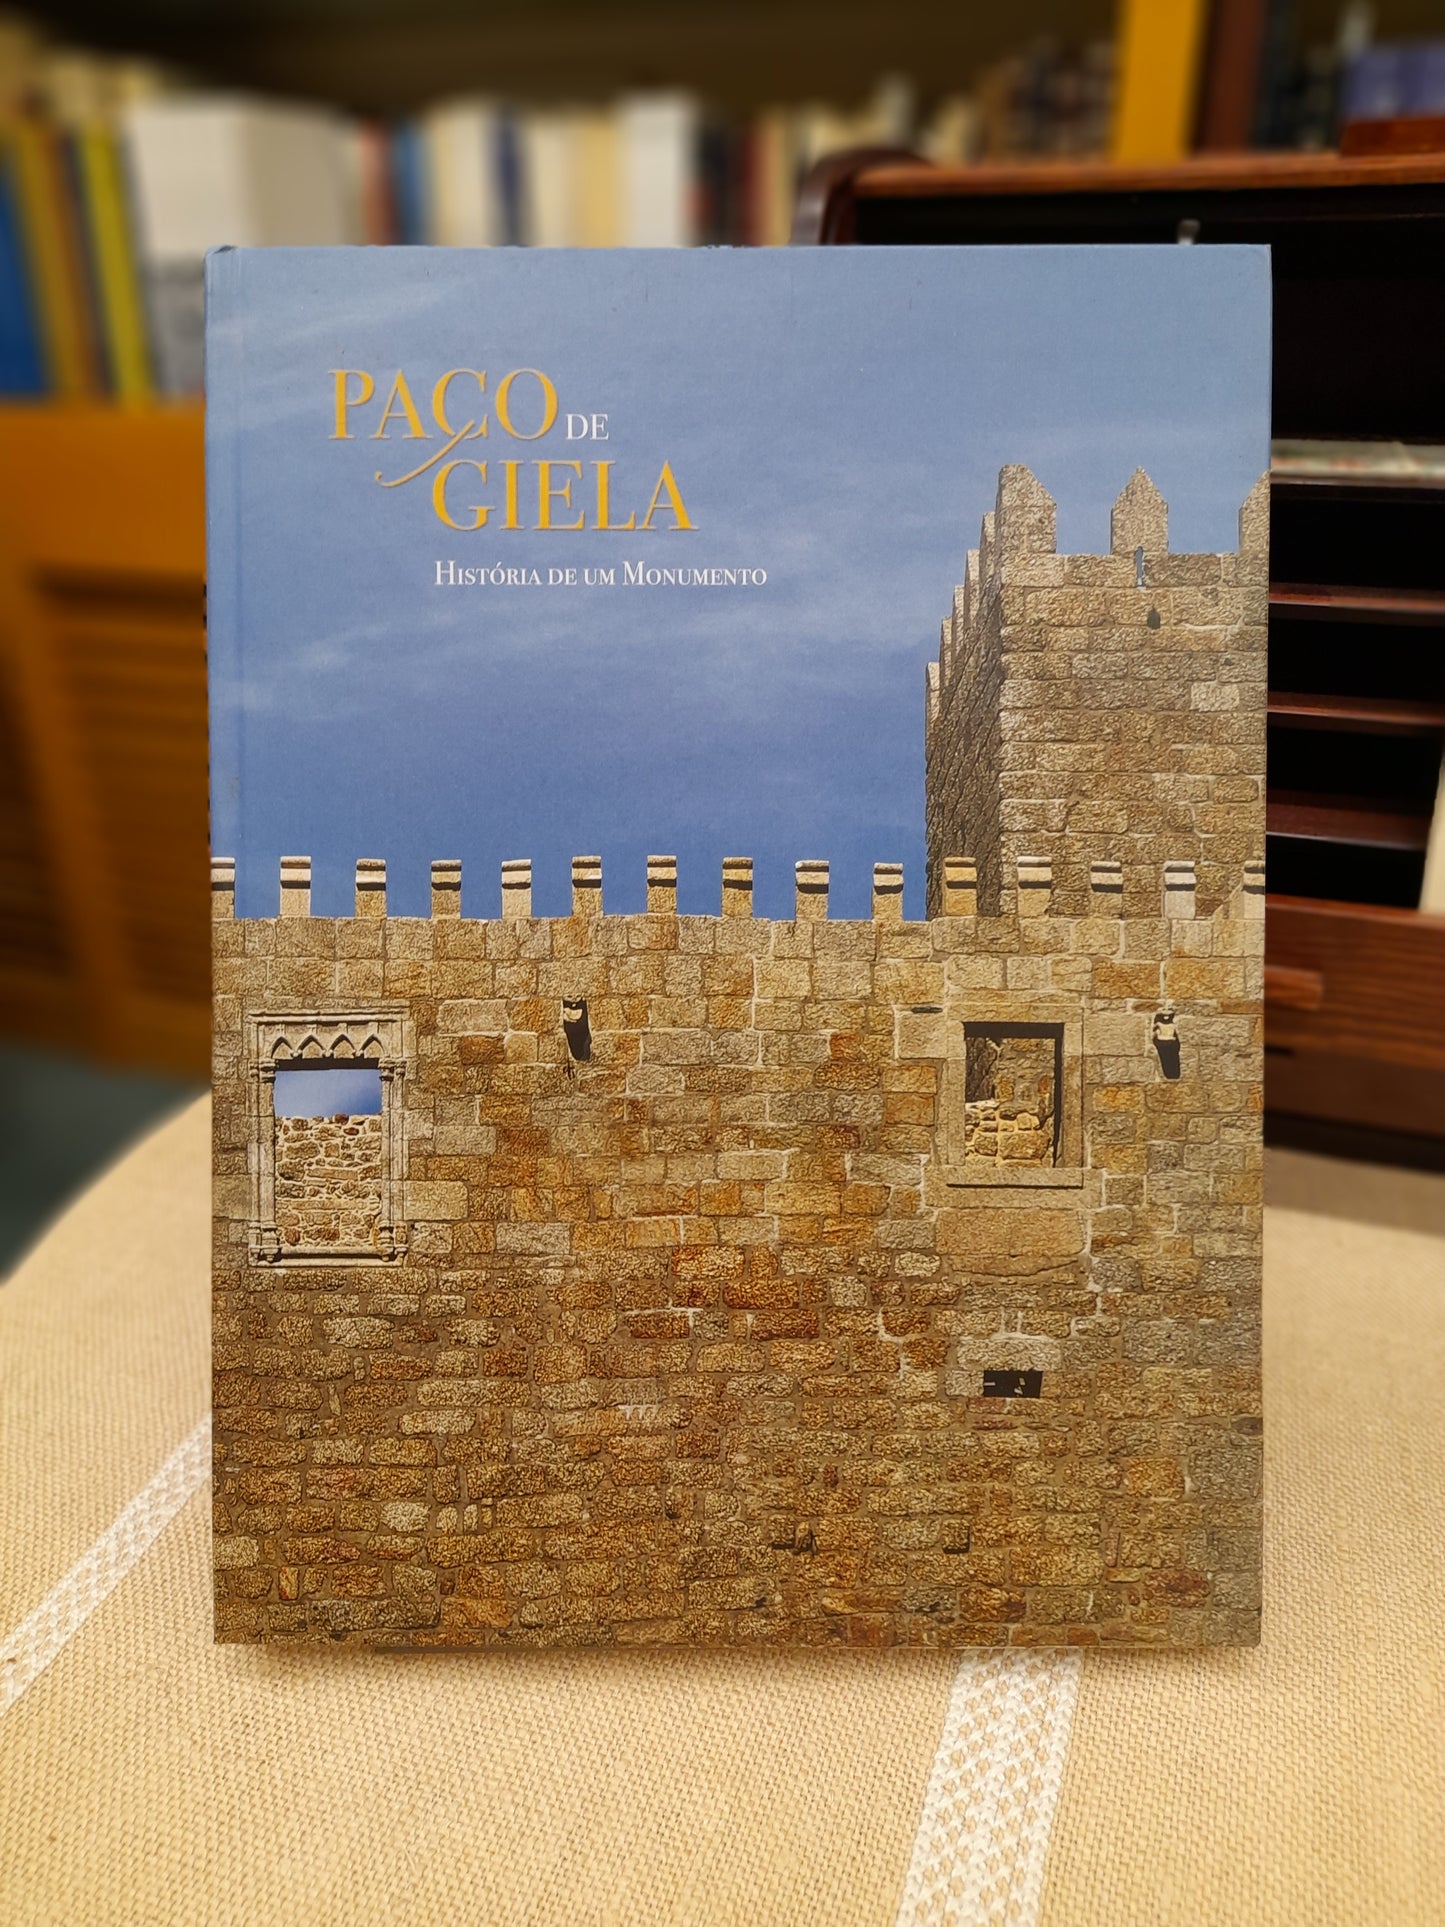 PAÇO DE
GIELA
HISTÓRIA DE UM MONUMENTO